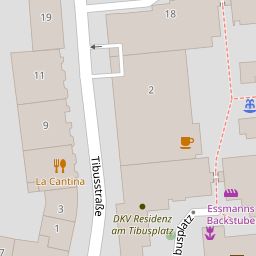 19
18
11
2
9
La Cantina
Tibusstraße
3
1
DKV Residenz
am Tibusplatz
Essmanns
Backstube